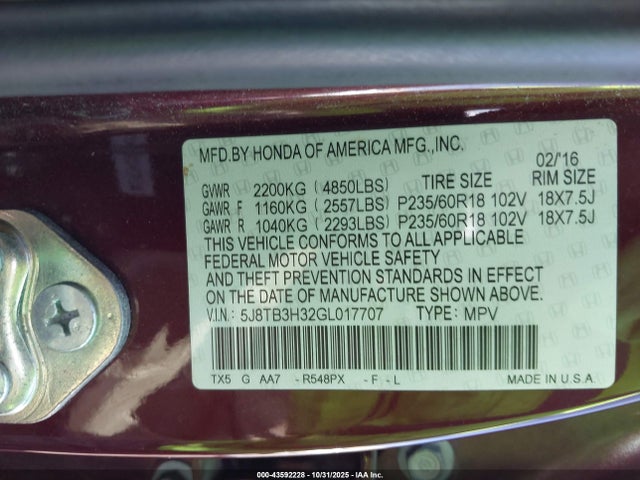 MFD.BY HONDA OF AMERICA MFG.,INC.
02/'16
GVWR 2200KG (4850LBS) TIRE SIZE RIM SIZE
GAWR F 1160KG (2557LBS) P235/60R18 102V 18X7.5J
GAWR R 1040KG (2293LBS) P235/60R18 102V 18X7.5J
THIS VEHICLE CONFORMS TO ALL APPLICABLE
FEDERAL MOTOR VEHICLE SAFETY
AND THEFT PREVENTION STANDARDS IN EFFECT
ON THE DATE OF MANUFACTURE SHOWN ABOVE.
V.I.N.: 5J8TB3H32GL017707 TYPE: MPV
TX5 G AA7 - R548PX - F - L MADE IN U.S.A
000-43592228 | 10/31/2025 | IAA Inc.